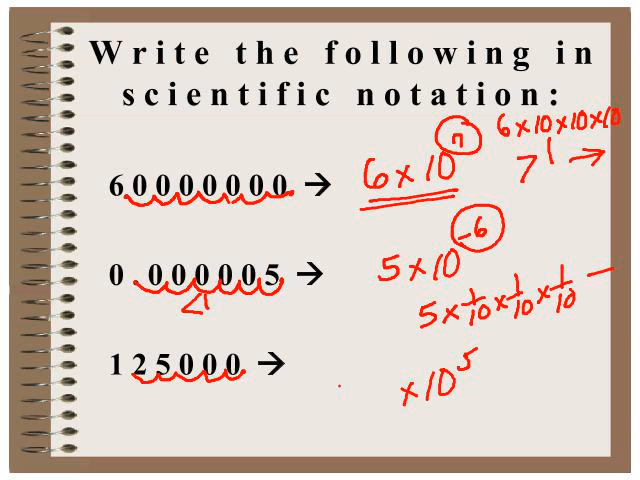 Write the following in
scientific notation:
6×10×10×10
60000000 → 6×10^7
7
0 000005 → 5×10^-6
5×1/10×1/10×1/10 —
125000 → ×10^5